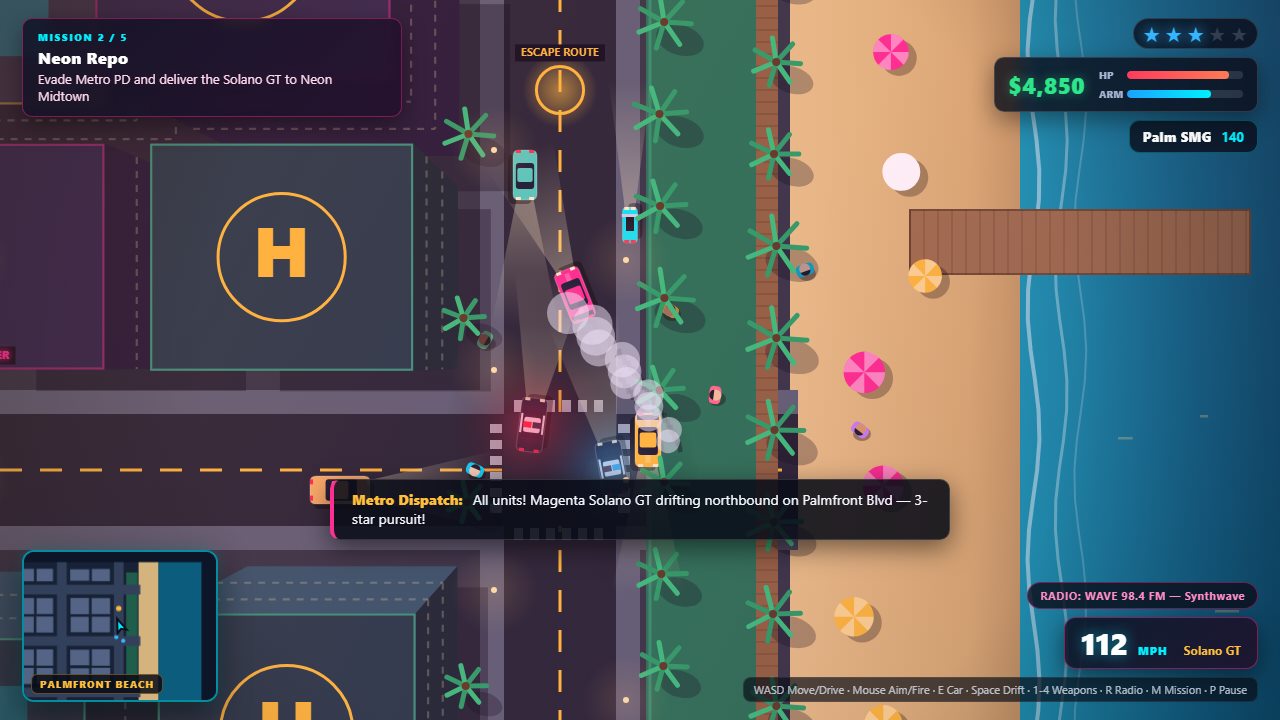 MISSION 2 / 5
Neon Repo
Evade Metro PD and deliver the Solano GT to Neon
Midtown
ESCAPE ROUTE
$4,850
HP
ARM
Palm SMG 140
H
ER
Metro Dispatch: All units! Magenta Solano GT drifting northbound on Palmfront Blvd — 3-
star pursuit!
PALMFRONT BEACH
H
RADIO: WAVE 98.4 FM — Synthwave
112 MPH Solano GT
WASD Move/Drive · Mouse Aim/Fire · E Car · Space Drift · 1-4 Weapons · R Radio · M Mission · P Pause